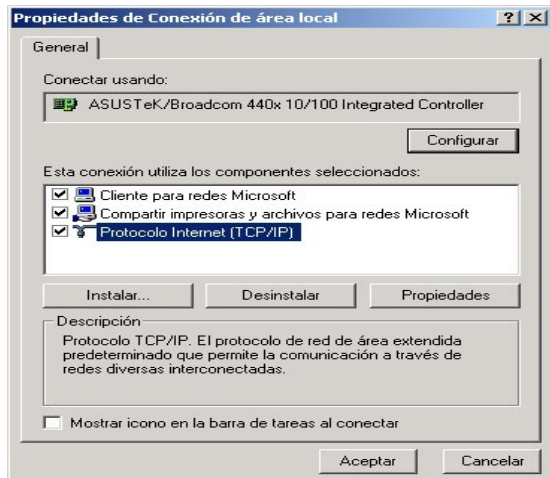 Propiedades de Conexión de área local
General
Conectar usando:
ASUSTeK/Broadcom 440x 10/100 Integrated Controller
Configurar
Esta conexión utiliza los componentes seleccionados:
Cliente para redes Microsoft
Compartir impresoras y archivos para redes Microsoft
Protocolo Internet (TCP/IP)
Instalar... Desinstalar Propiedades
Descripción
Protocolo TCP/IP. El protocolo de red de área extendida
predeterminado que permite la comunicación a través de
redes diversas interconectadas.
Mostrar icono en la barra de tareas al conectar
Aceptar Cancelar